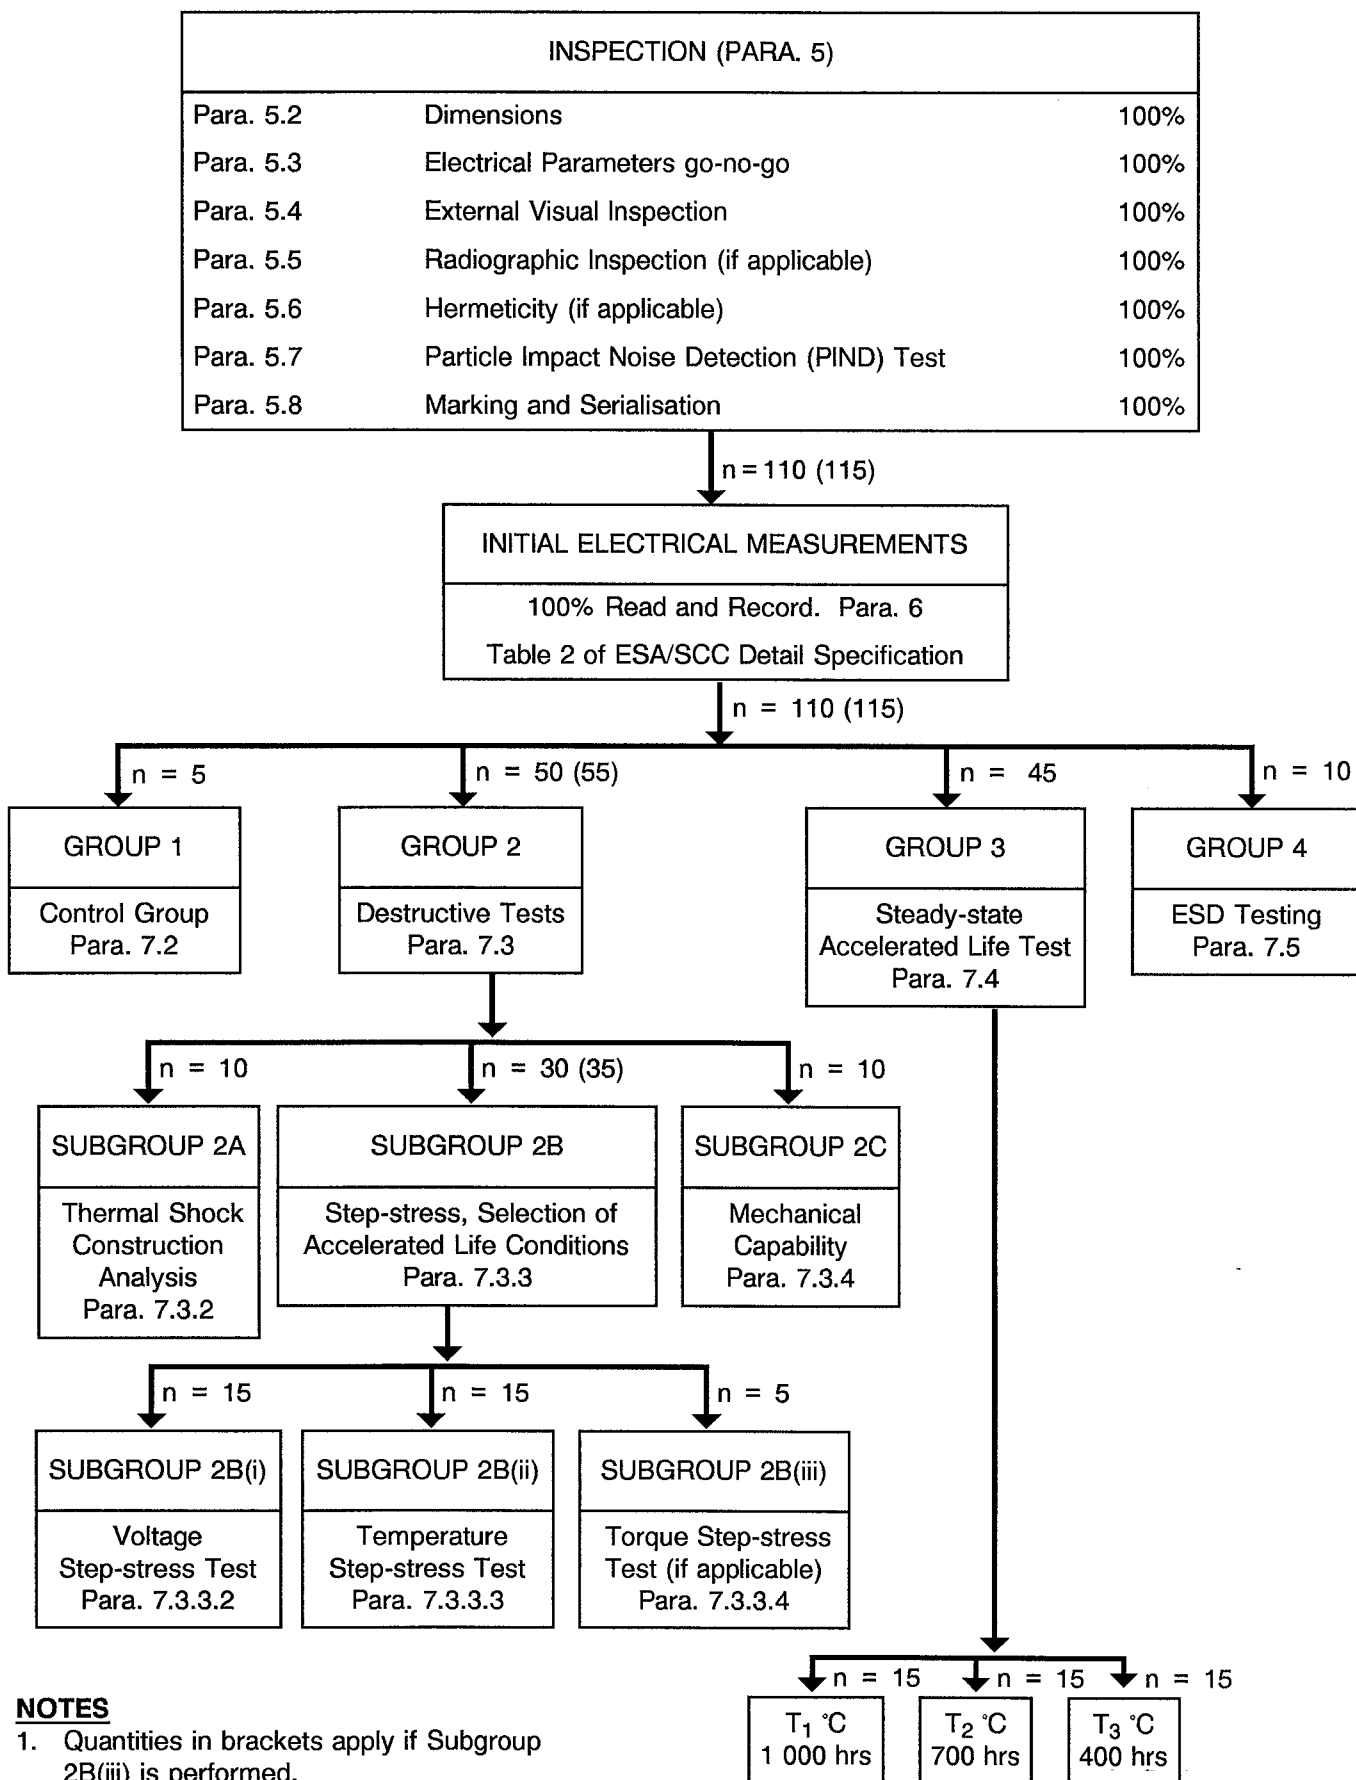 INSPECTION (PARA. 5)
Para. 5.2 Dimensions 100%
Para. 5.3 Electrical Parameters go-no-go 100%
Para. 5.4 External Visual Inspection 100%
Para. 5.5 Radiographic Inspection (if applicable) 100%
Para. 5.6 Hermeticity (if applicable) 100%
Para. 5.7 Particle Impact Noise Detection (PIND) Test 100%
Para. 5.8 Marking and Serialisation 100%
n = 110 (115)
INITIAL ELECTRICAL MEASUREMENTS
100% Read and Record. Para. 6
Table 2 of ESA/SCC Detail Specification
n = 110 (115)
n = 5
n = 50 (55)
n = 45
n = 10
GROUP 1
Control Group
Para. 7.2
GROUP 2
Destructive Tests
Para. 7.3
GROUP 3
Steady-state
Accelerated Life Test
Para. 7.4
GROUP 4
ESD Testing
Para. 7.5
n = 10
n = 30 (35)
n = 10
SUBGROUP 2A
Thermal Shock
Construction
Analysis
Para. 7.3.2
SUBGROUP 2B
Step-stress, Selection of
Accelerated Life Conditions
Para. 7.3.3
SUBGROUP 2C
Mechanical
Capability
Para. 7.3.4
n = 15
n = 15
n = 5
SUBGROUP 2B(i)
Voltage
Step-stress Test
Para. 7.3.3.2
SUBGROUP 2B(ii)
Temperature
Step-stress Test
Para. 7.3.3.3
SUBGROUP 2B(iii)
Torque Step-stress
Test (if applicable)
Para. 7.3.3.4
n = 15
n = 15
n = 15
T₁ °C
1 000 hrs
T₂ °C
700 hrs
T₃ °C
400 hrs
NOTES
1. Quantities in brackets apply if Subgroup
2B(iii) is performed.